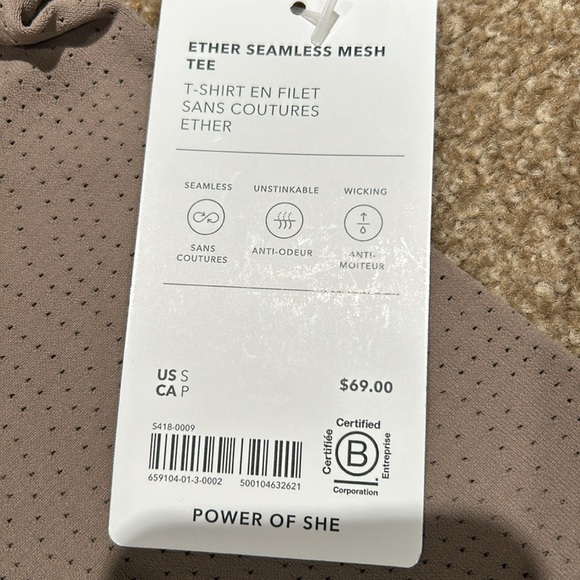 ETHER SEAMLESS MESH
TEE
T-SHIRT EN FILET
SANS COUTURES
ETHER
SEAMLESS UNSTINKABLE WICKING
SANS
COUTURES
ANTI-ODEUR
ANTI-
MOITEUR
US S
CA P
$69.00
S418-0009
659104-01-3-0002 500104632621
Certified
Certifiée
B
Entreprise
Corporation
POWER OF SHE